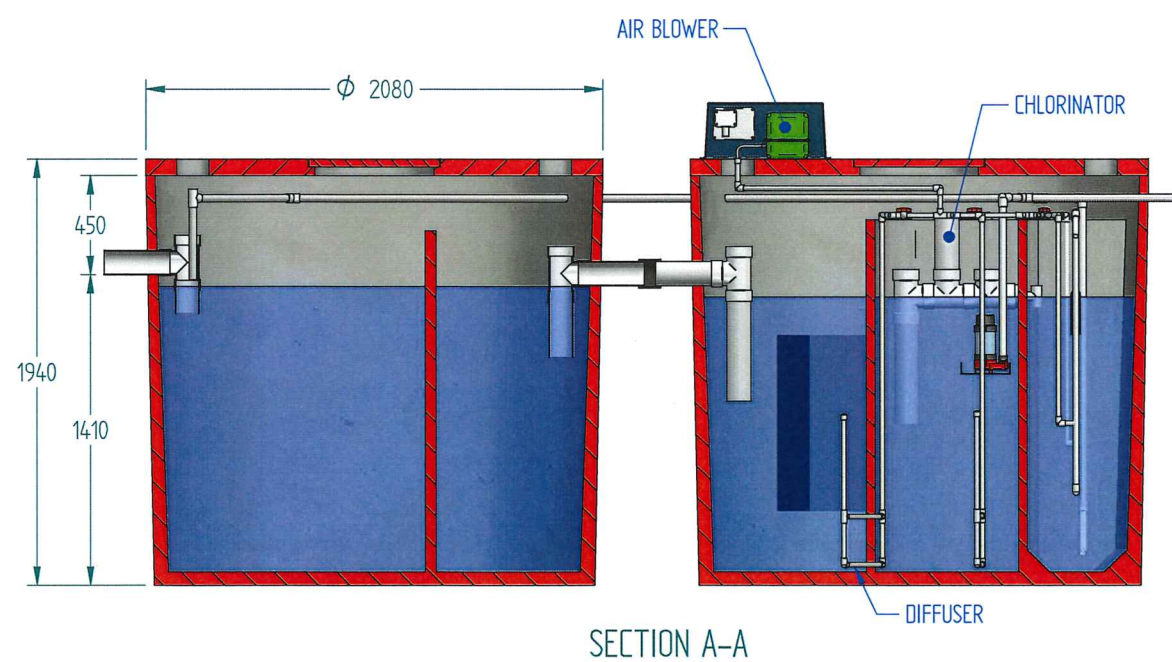 AIR BLOWER
Ø 2080
CHLORINATOR
450
1940
1410
DIFFUSER
SECTION A-A